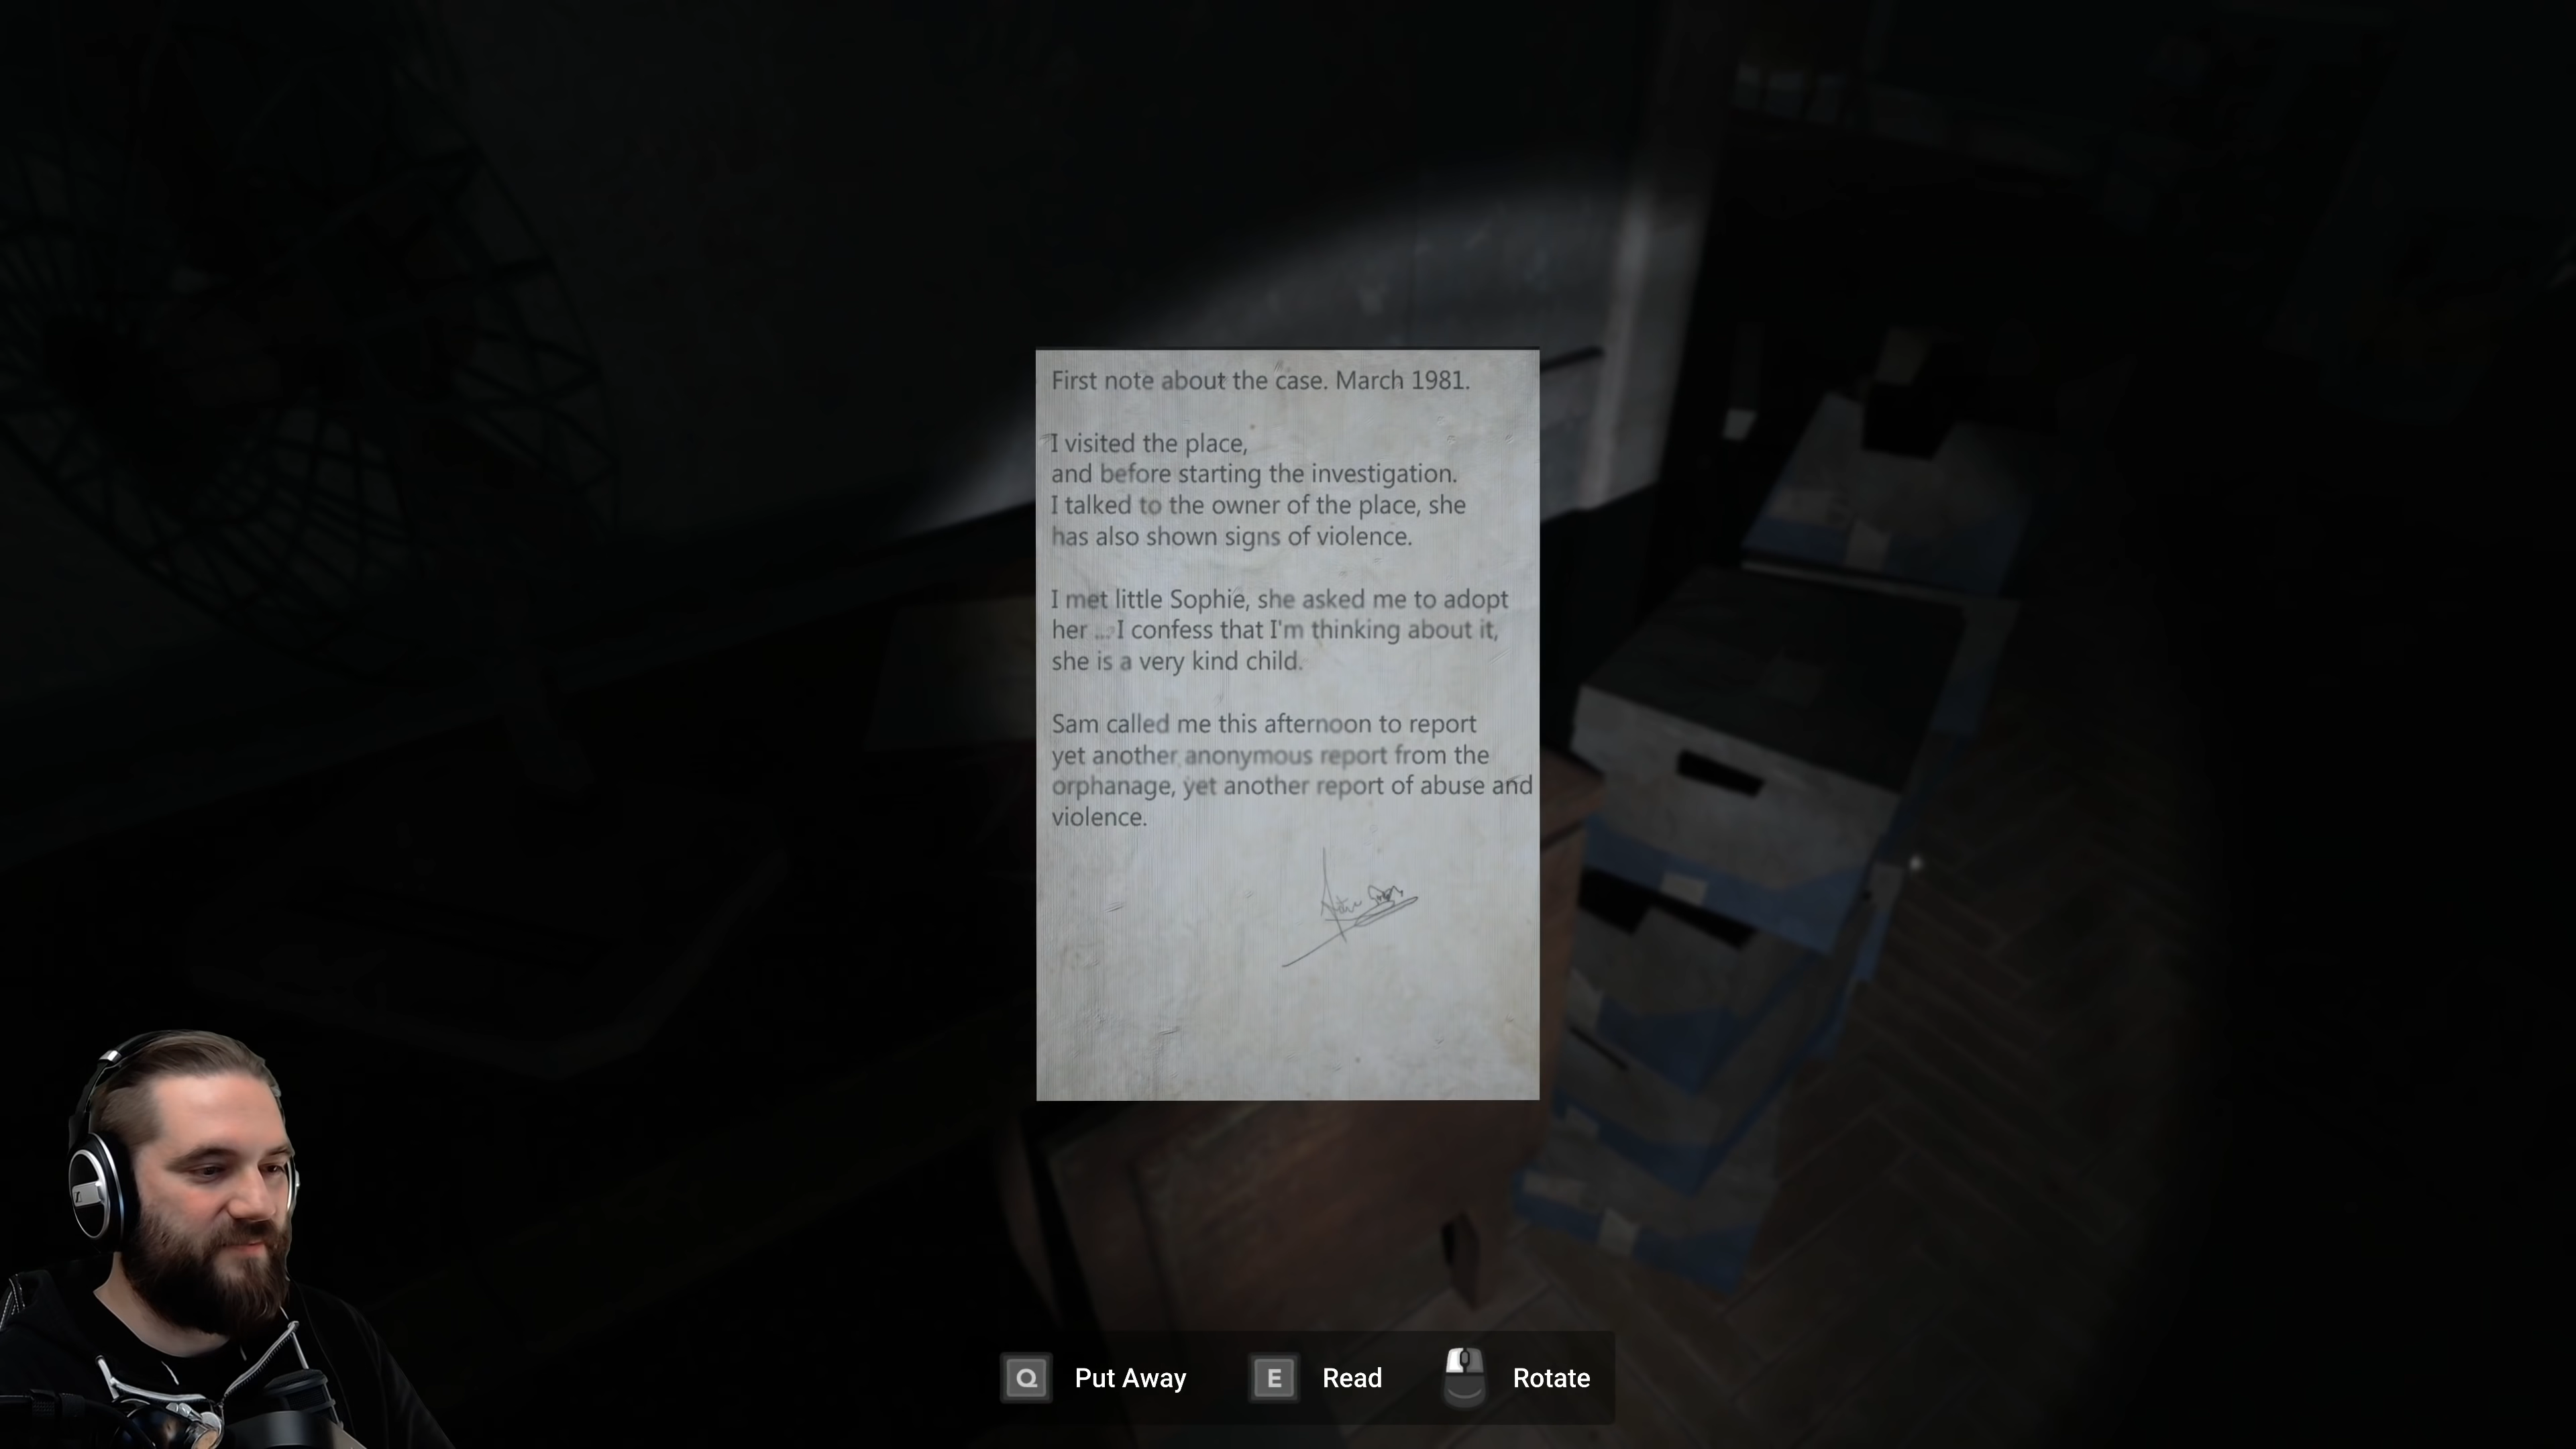 First note about the case. March 1981.
I visited the place,
and before starting the investigation.
I talked to the owner of the place, she
has also shown signs of violence.
I met little Sophie, she asked me to adopt
her ... I confess that I'm thinking about it,
she is a very kind child.
Sam called me this afternoon to report
yet another anonymous report from the
orphanage, yet another report of abuse and
violence.
Q Put Away E Read Rotate